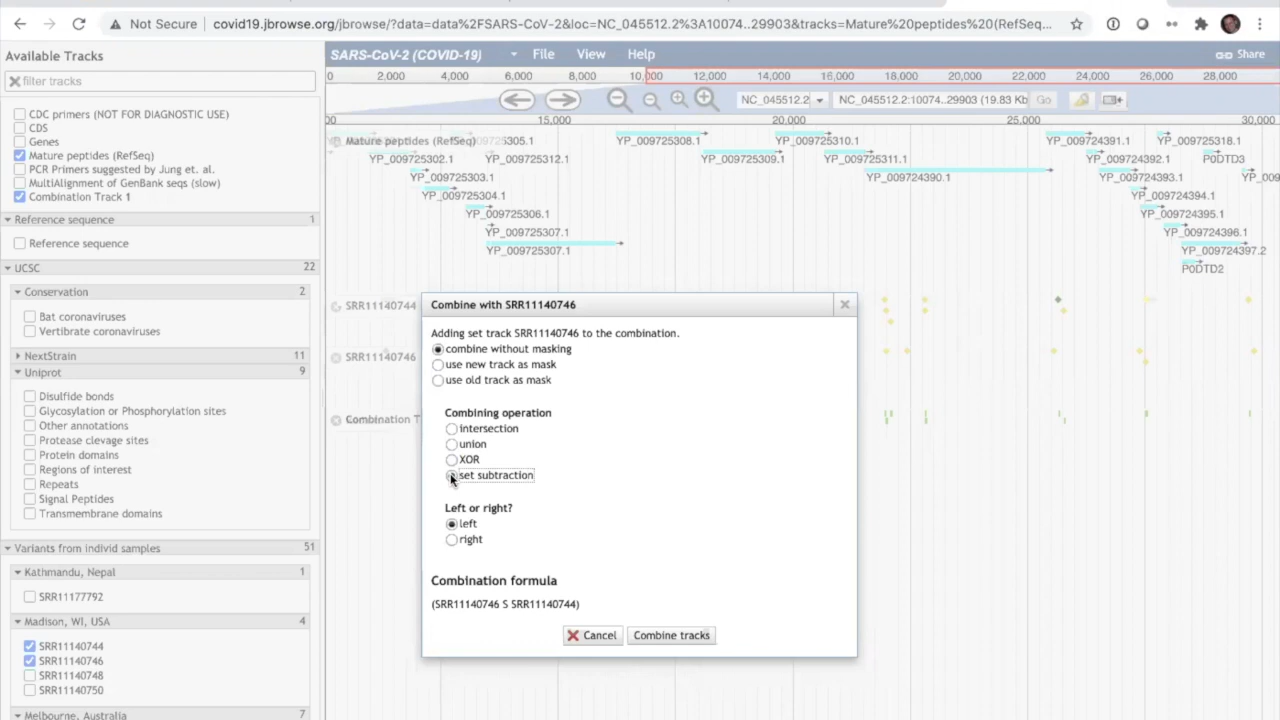 Not Secure
covid19.jbrowse.org/jbrowse/?data=data%2FSARS-CoV-2&loc=NC_045512.2%3A10074..29903&tracks=Mature%20peptides%20(RefSeq...
Available Tracks
filter tracks
CDC primers (NOT FOR DIAGNOSTIC USE)
CDS
Genes
Mature peptides (RefSeq)
PCR Primers suggested by Jung et. al.
MultiAlignment of GenBank seqs (slow)
Combination Track 1
Reference sequence 1
Reference sequence
UCSC 22
Conservation 2
Bat coronaviruses
Vertibrate coronaviruses
NextStrain 11
Uniprot 9
Disulfide bonds
Glycosylation or Phosphorylation sites
Other annotations
Protease cleavage sites
Protein domains
Regions of interest
Repeats
Signal Peptides
Transmembrane domains
Variants from individ samples 51
Kathmandu, Nepal 1
SRR11177792
Madison, WI, USA 4
SRR11140744
SRR11140746
SRR11140748
SRR11140750
Melbourne, Australia 7
SARS-CoV-2 (COVID-19) File View Help Share
0 2,000 4,000 6,000 8,000 10,000 12,000 14,000 16,000 18,000 20,000 22,000 24,000 26,000 28,000
NC_045512.2 NC_045512.2:10074..29903 (19.83 Kb Go
15,000 20,000 25,000 30,000
Mature peptides (RefSeq) 5305.1 YP_009725308.1 YP_009725310.1 YP_009724391.1 YP_009725318.1
YP_009725302.1 YP_009725312.1 YP_009725309.1 YP_009725311.1 YP_009724392.1 P0DTD3
YP_009725303.1 YP_009724390.1 YP_009724393.1 YP_009
YP_009725304.1 YP_009724394.1
YP_009725306.1 YP_009724395.1
YP_009725307.1 YP_009724396.1
YP_009725307.1 YP_009724397.2
P0DTD2
SRR11140744
SRR11140746
Combination T
Combine with SRR11140746
Adding set track SRR11140746 to the combination.
combine without masking
use new track as mask
use old track as mask
Combining operation
intersection
union
XOR
set subtraction
Left or right?
left
right
Combination formula
(SRR11140746 S SRR11140744)
Cancel Combine tracks